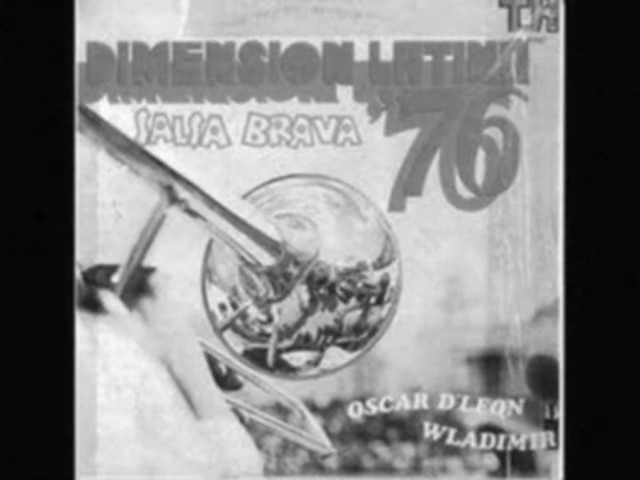 TH
DIMENSION LATINA
'76
SALSA BRAVA
OSCAR D'LEON
WLADIMIR